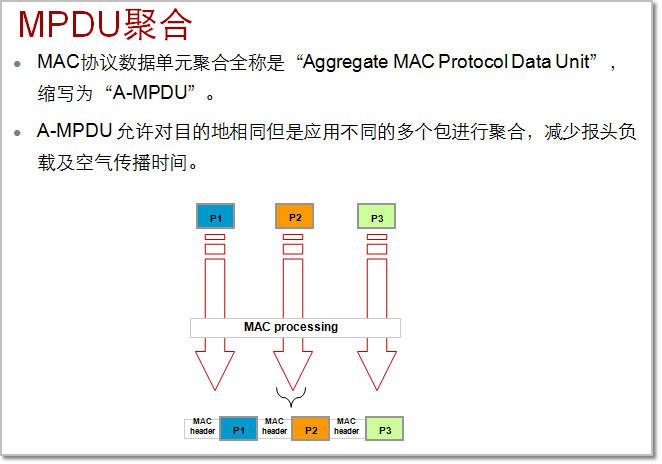 MPDU聚合
MAC协议数据单元聚合全称是“Aggregate MAC Protocol Data Unit”，
缩写为“A-MPDU”。
A-MPDU 允许对目的地相同但是应用不同的多个包进行聚合，减少报头负
载及空气传播时间。
P1 P2 P3
MAC processing
MAC header P1 MAC header P2 MAC header P3